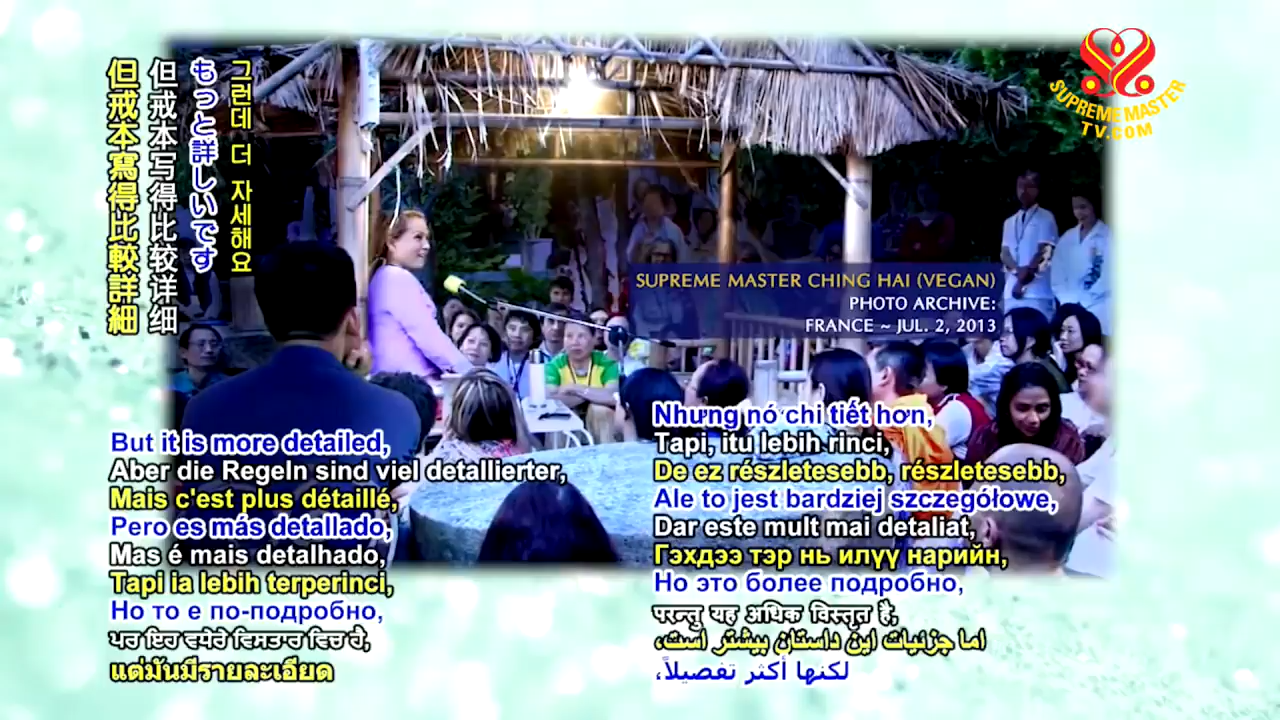 但戒本寫得比較詳細
但戒本写得比较详细
もっと詳しいです
그런데 더 자세해요
SUPREME MASTER
TV.COM
SUPREME MASTER CHING HAI (VEGAN)
PHOTO ARCHIVE:
FRANCE ~ JUL. 2, 2013
But it is more detailed,
Aber die Regeln sind viel detallierter,
Mais c'est plus détaillé,
Pero es más detallado,
Mas é mais detalhado,
Tapi ia lebih terperinci,
Но то е по-подробно,
ਪਰ ਇਹ ਵਧੇਰੇ ਵਿਸਤਾਰ ਵਿਚ ਹੈ,
แต่มันมีรายละเอียด
Nhưng nó chi tiết hơn,
Tapi, itu lebih rinci,
De ez részletesebb, részletesebb,
Ale to jest bardziej szczegółowe,
Dar este mult mai detaliat,
Гэхдээ тэр нь илүү нарийн,
Но это более подробно,
परन्तु यह अधिक विस्तृत है,
اما جزئیات این داستان بیشتر است،
لكنها أكثر تفصيلاً،